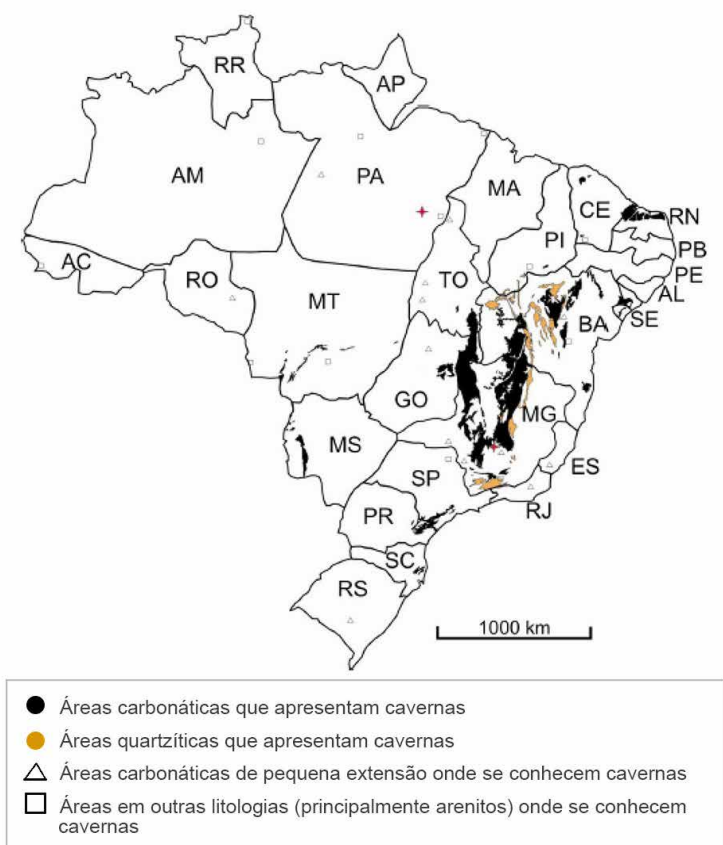 RR
AP
AM
PA
MA
CE
RN
PI
PB
PE
AL
SE
AC
RO
TO
BA
MT
GO
MG
MS
ES
SP
RJ
PR
SC
RS
1000 km
Áreas carbonáticas que apresentam cavernas
Áreas quartzíticas que apresentam cavernas
Áreas carbonáticas de pequena extensão onde se conhecem cavernas
Áreas em outras litologias (principalmente arenitos) onde se conhecem
cavernas